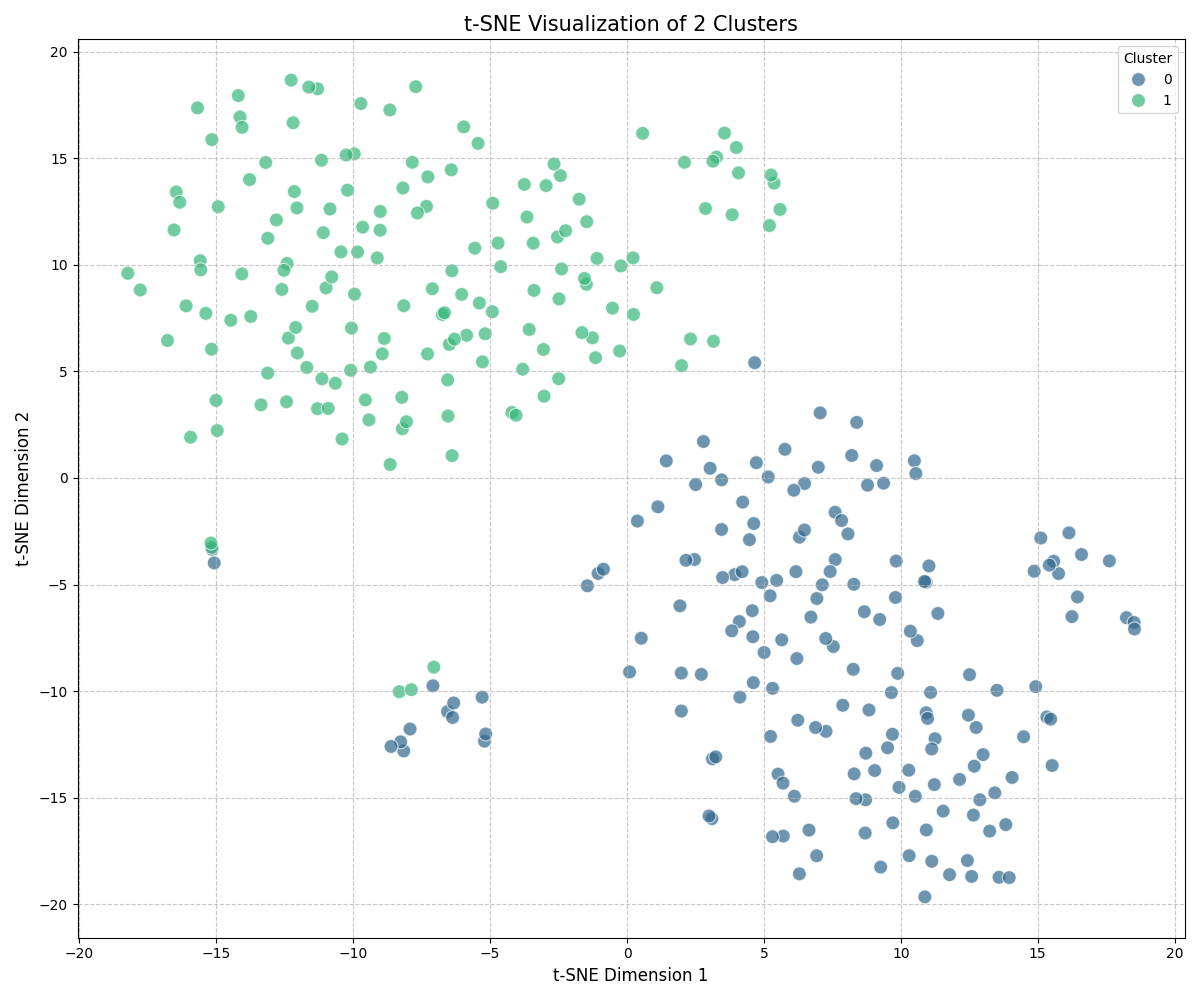 t-SNE Visualization of 2 Clusters
Cluster
0
1
t-SNE Dimension 2
20
15
10
5
0
−5
−10
−15
−20
−20 −15 −10 −5 0 5 10 15 20
t-SNE Dimension 1